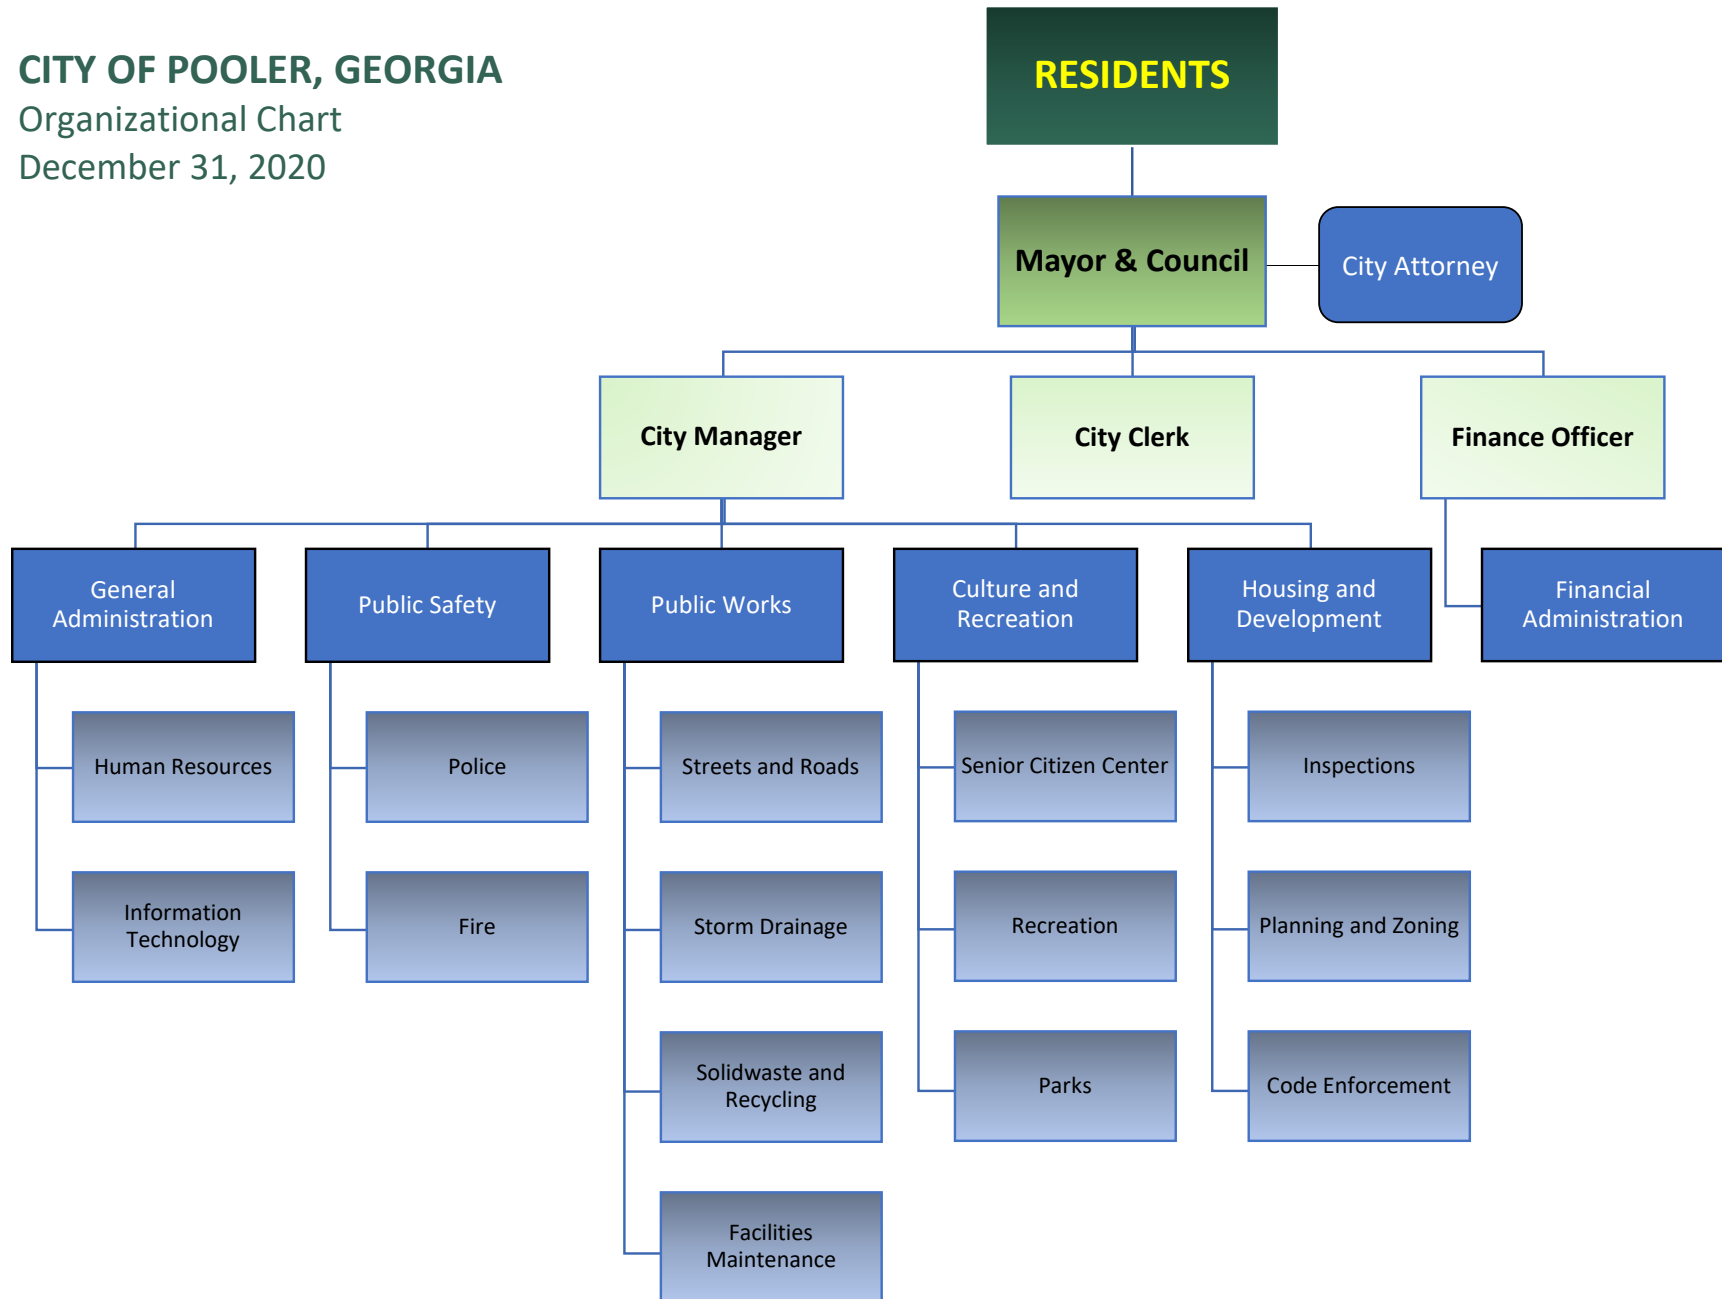 CITY OF POOLER, GEORGIA
Organizational Chart
December 31, 2020
RESIDENTS
Mayor & Council
City Attorney
City Manager
City Clerk
Finance Officer
General
Administration
Public Safety
Public Works
Culture and
Recreation
Housing and
Development
Financial
Administration
Human Resources
Police
Streets and Roads
Senior Citizen Center
Inspections
Information
Technology
Fire
Storm Drainage
Recreation
Planning and Zoning
Solidwaste and
Recycling
Parks
Code Enforcement
Facilities
Maintenance